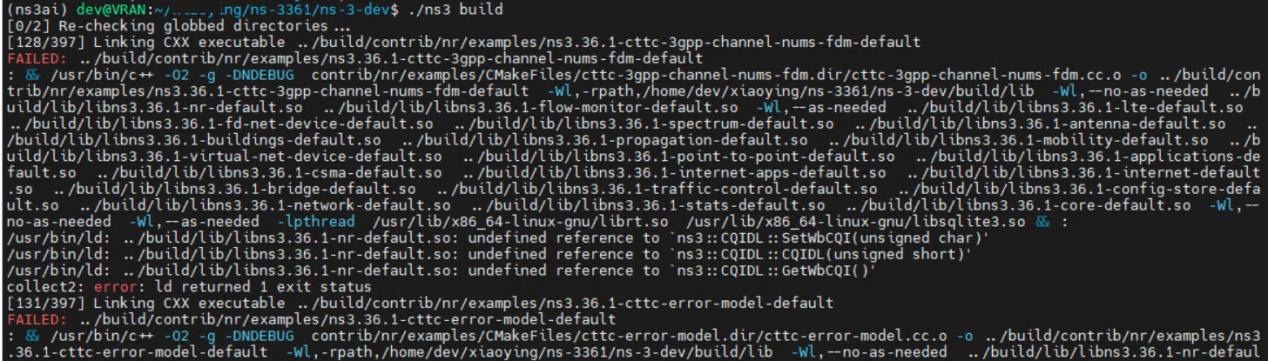 (ns3ai) dev@VRAN:~/ ing/ns-3361/ns-3-dev$ ./ns3 build
[0/2] Re-checking globbed directories...
[128/397] Linking CXX executable ../build/contrib/nr/examples/ns3.36.1-cttc-3gpp-channel-nums-fdm-default
FAILED: ../build/contrib/nr/examples/ns3.36.1-cttc-3gpp-channel-nums-fdm-default
: && /usr/bin/c++ -O2 -g -DNDEBUG  contrib/nr/examples/CMakeFiles/cttc-3gpp-channel-nums-fdm.dir/cttc-3gpp-channel-nums-fdm.cc.o -o ../build/con
trib/nr/examples/ns3.36.1-cttc-3gpp-channel-nums-fdm-default  -Wl,-rpath,/home/dev/xiaoying/ns-3361/ns-3-dev/build/lib  -Wl,--no-as-needed  ../b
uild/lib/libns3.36.1-nr-default.so  ../build/lib/libns3.36.1-flow-monitor-default.so  -Wl,--as-needed  ../build/lib/libns3.36.1-lte-default.so
../build/lib/libns3.36.1-fd-net-device-default.so  ../build/lib/libns3.36.1-spectrum-default.so  ../build/lib/libns3.36.1-antenna-default.so  ..
/build/lib/libns3.36.1-buildings-default.so  ../build/lib/libns3.36.1-propagation-default.so  ../build/lib/libns3.36.1-mobility-default.so  ../b
uild/lib/libns3.36.1-virtual-net-device-default.so  ../build/lib/libns3.36.1-point-to-point-default.so  ../build/lib/libns3.36.1-applications-de
fault.so  ../build/lib/libns3.36.1-csma-default.so  ../build/lib/libns3.36.1-internet-apps-default.so  ../build/lib/libns3.36.1-internet-default
.so  ../build/lib/libns3.36.1-bridge-default.so  ../build/lib/libns3.36.1-traffic-control-default.so  ../build/lib/libns3.36.1-config-store-defa
ult.so  ../build/lib/libns3.36.1-network-default.so  ../build/lib/libns3.36.1-stats-default.so  ../build/lib/libns3.36.1-core-default.so  -Wl,--
no-as-needed  -Wl,--as-needed  -lpthread  /usr/lib/x86_64-linux-gnu/librt.so  /usr/lib/x86_64-linux-gnu/libsqlite3.so && :
/usr/bin/ld: ../build/lib/libns3.36.1-nr-default.so: undefined reference to `ns3::CQIDL::SetWbCQI(unsigned char)'
/usr/bin/ld: ../build/lib/libns3.36.1-nr-default.so: undefined reference to `ns3::CQIDL::CQIDL(unsigned short)'
/usr/bin/ld: ../build/lib/libns3.36.1-nr-default.so: undefined reference to `ns3::CQIDL::GetWbCQI()'
collect2: error: ld returned 1 exit status
[131/397] Linking CXX executable ../build/contrib/nr/examples/ns3.36.1-cttc-error-model-default
FAILED: ../build/contrib/nr/examples/ns3.36.1-cttc-error-model-default
: && /usr/bin/c++ -O2 -g -DNDEBUG  contrib/nr/examples/CMakeFiles/cttc-error-model.dir/cttc-error-model.cc.o -o ../build/contrib/nr/examples/ns3
.36.1-cttc-error-model-default  -Wl,-rpath,/home/dev/xiaoying/ns-3361/ns-3-dev/build/lib  -Wl,--no-as-needed  ../build/lib/libns3.36.1-nr-defaul